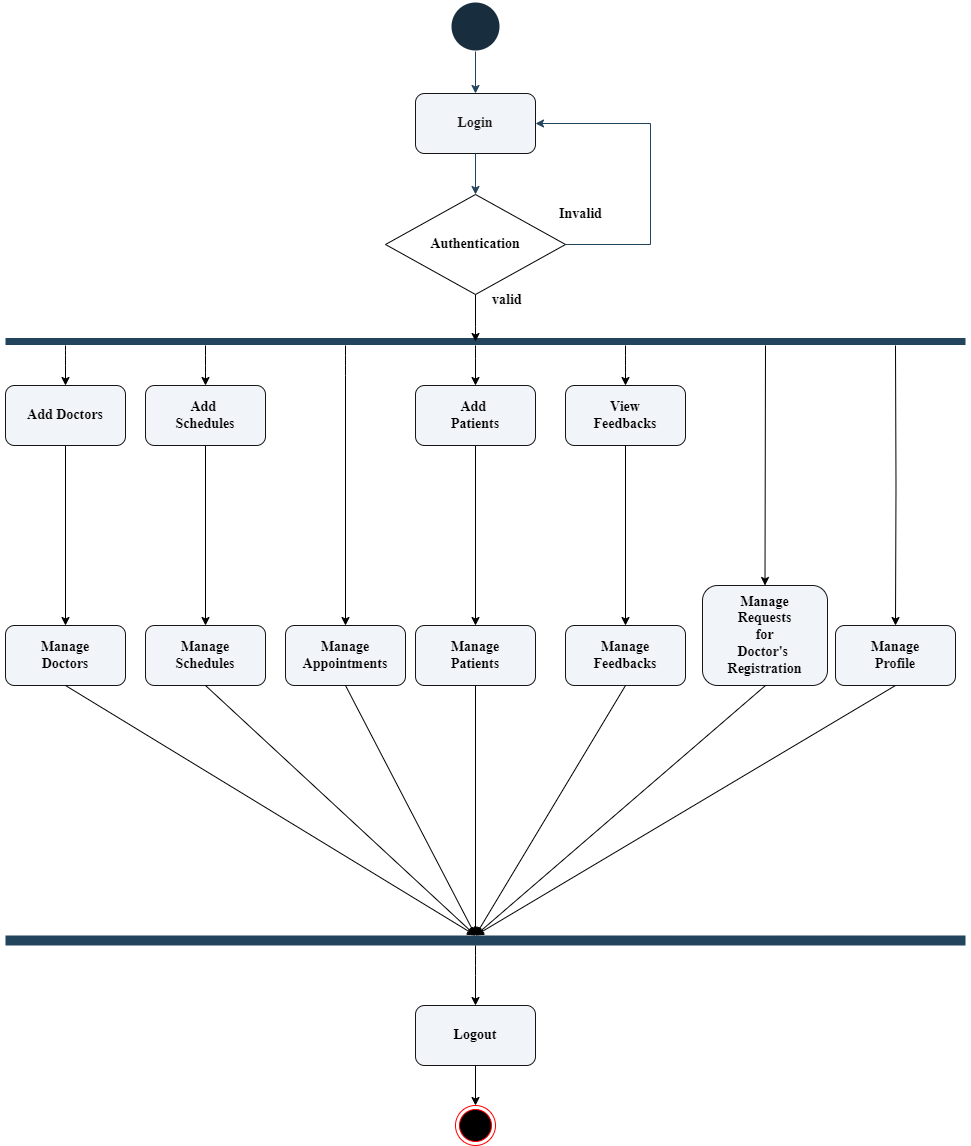 Login
Invalid
Authentication
valid
Add Doctors
Add
Schedules
Add
Patients
View
Feedbacks
Manage
Doctors
Manage
Schedules
Manage
Appointments
Manage
Patients
Manage
Feedbacks
Manage
Requests
for
Doctor's
Registration
Manage
Profile
Logout